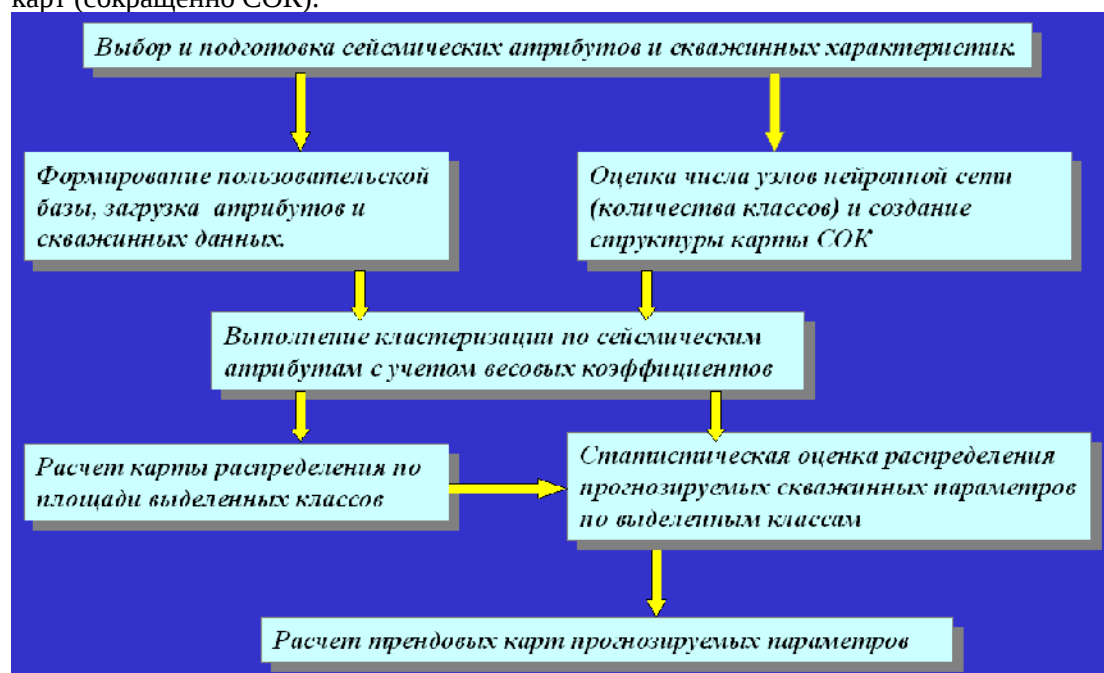 карт (сокращенно СОК).
Выбор и подготовка сейсмических атрибутов и скважинных характеристик.
Формирование пользовательской
базы, загрузка атрибутов и
скважинных данных.
Оценка числа узлов нейронной сети
(количества классов) и создание
структуры карты СОК
Выполнение кластеризации по сейсмическим
атрибутам с учетом весовых коэффициентов
Расчет карты распределения по
площади выделенных классов
Статистическая оценка распределения
прогнозируемых скважинных параметров
по выделенным классам
Расчет трендовых карт прогнозируемых параметров